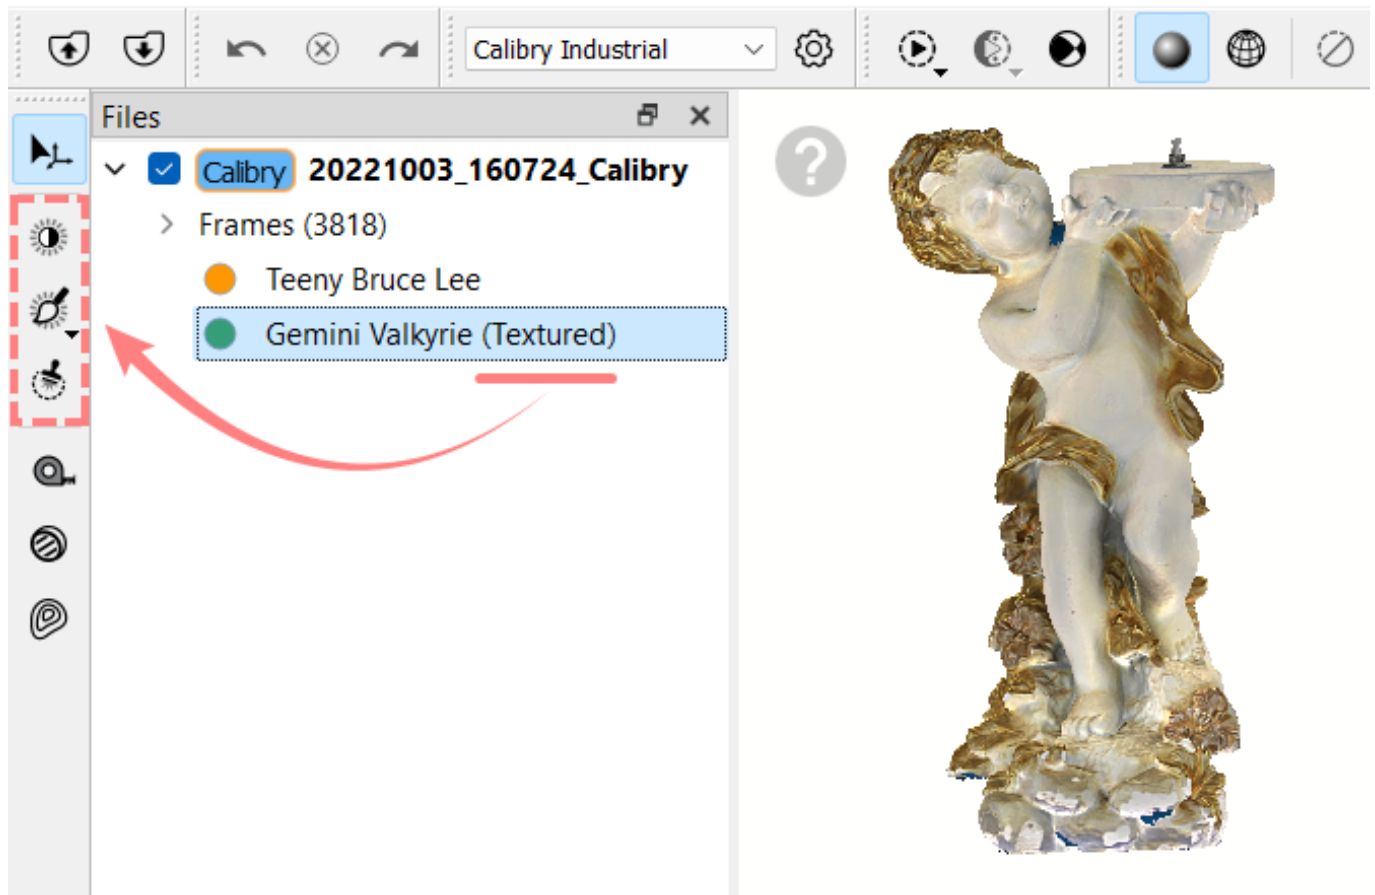 Calibry Industrial
Files
Calibry 20221003_160724_Calibry
Frames (3818)
Teeny Bruce Lee
Gemini Valkyrie (Textured)
?